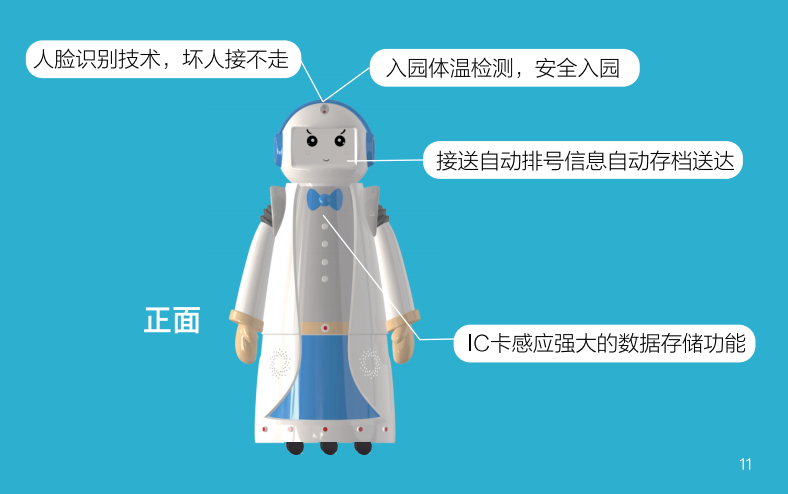 人脸识别技术，坏人接不走
入园体温检测，安全入园
接送自动排号信息自动存档送达
正面
IC卡感应强大的数据存储功能
11